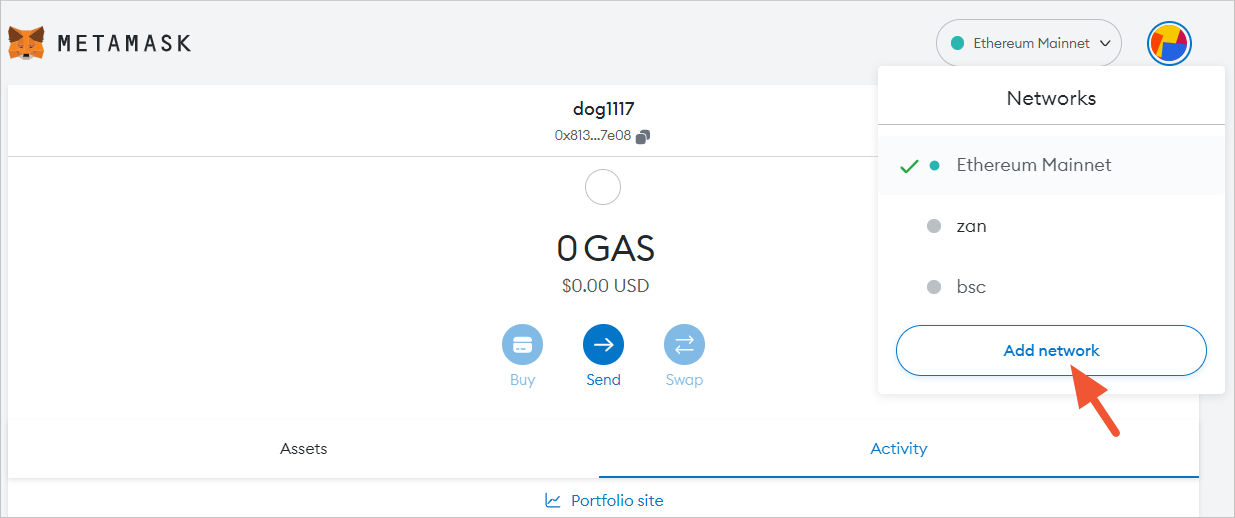 METAMASK
Ethereum Mainnet
Networks
dog1117
0x813...7e08
Ethereum Mainnet
zan
0 GAS
$0.00 USD
bsc
Add network
Buy
Send
Swap
Assets
Activity
Portfolio site